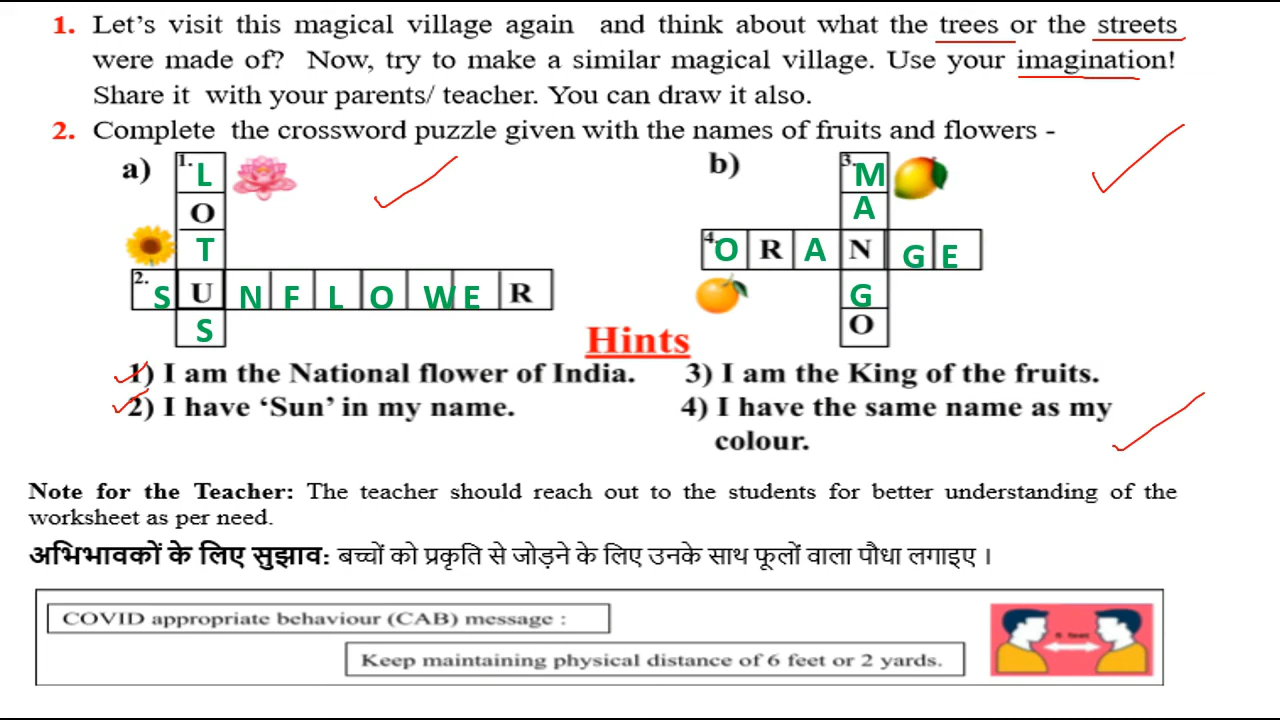 1. Let's visit this magical village again and think about what the trees or the streets
were made of? Now, try to make a similar magical village. Use your imagination!
Share it with your parents/ teacher. You can draw it also.
2. Complete the crossword puzzle given with the names of fruits and flowers -
a)
1. L
O
T
2. S U N F L O W E R
S
b)
3. M
A
4. O R A N G E
G
O
Hints
1) I am the National flower of India.
2) I have ‘Sun’ in my name.
3) I am the King of the fruits.
4) I have the same name as my
colour.
Note for the Teacher: The teacher should reach out to the students for better understanding of the
worksheet as per need.
अभिभावकों के लिए सुझाव: बच्चों को प्रकृति से जोड़ने के लिए उनके साथ फूलों वाला पौधा लगाइए ।
COVID appropriate behaviour (CAB) message :
Keep maintaining physical distance of 6 feet or 2 yards.
6 feet